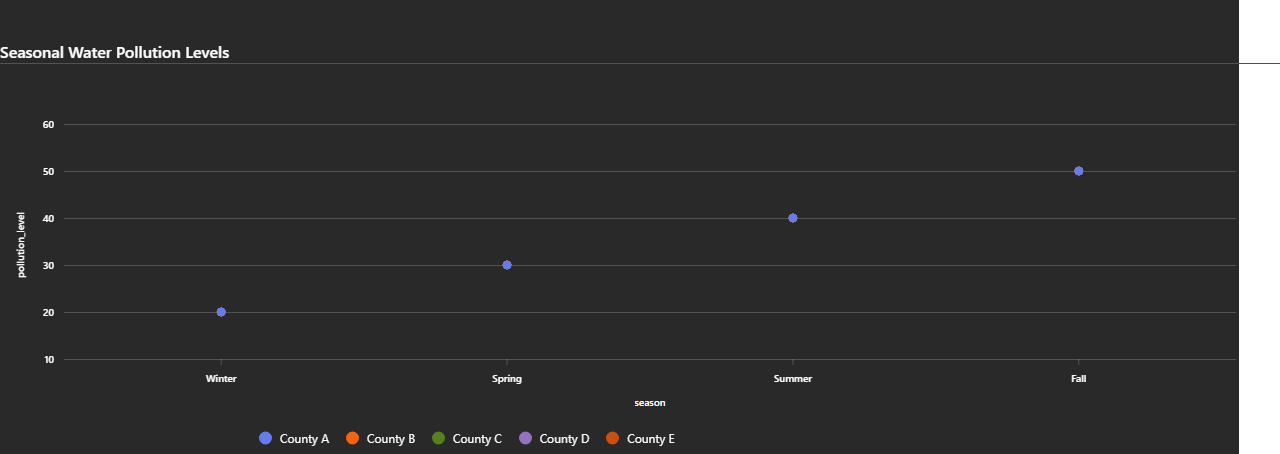 Seasonal Water Pollution Levels
60
50
40
30
20
10
pollution_level
Winter Spring Summer Fall
season
County A County B County C County D County E